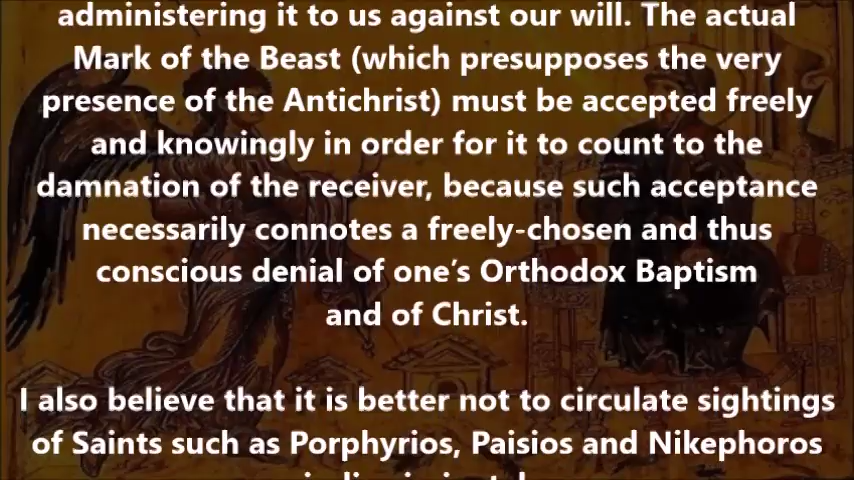 administering it to us against our will. The actual
Mark of the Beast (which presupposes the very
presence of the Antichrist) must be accepted freely
and knowingly in order for it to count to the
damnation of the receiver, because such acceptance
necessarily connotes a freely-chosen and thus
conscious denial of one’s Orthodox Baptism
and of Christ.
I also believe that it is better not to circulate sightings
of Saints such as Porphyrios, Paisios and Nikephoros